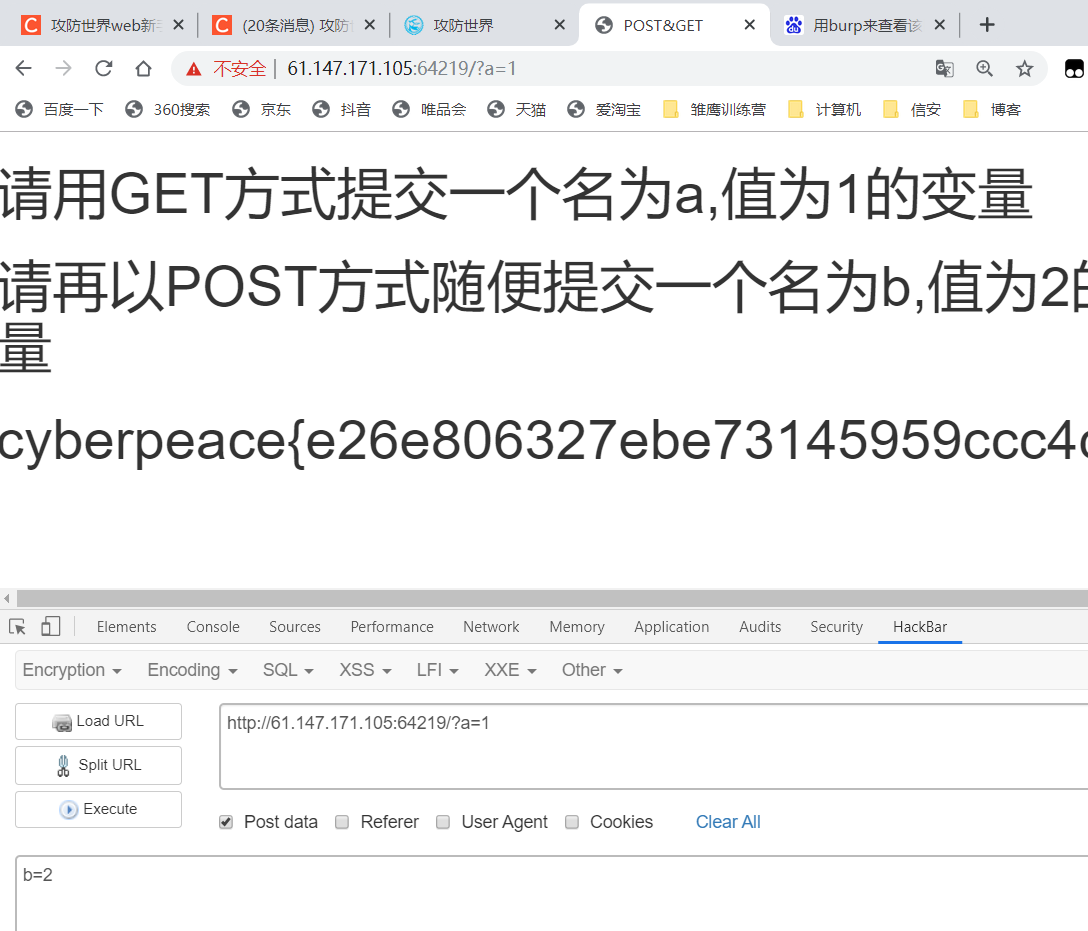 攻防世界web新手 (20条消息) 攻防世 攻防世界 POST&GET 用burp来查看该
不安全 61.147.171.105:64219/?a=1
百度一下 360搜索 京东 抖音 唯品会 天猫 爱淘宝 雏鹰训练营 计算机 信安 博客
请用GET方式提交一个名为a,值为1的变量
请再以POST方式随便提交一个名为b,值为2的
量
cyberpeace{e26e806327ebe73145959ccc4c
Elements Console Sources Performance Network Memory Application Audits Security HackBar
Encryption Encoding SQL XSS LFI XXE Other
Load URL
http://61.147.171.105:64219/?a=1
Split URL
Execute
Post data Referer User Agent Cookies Clear All
b=2